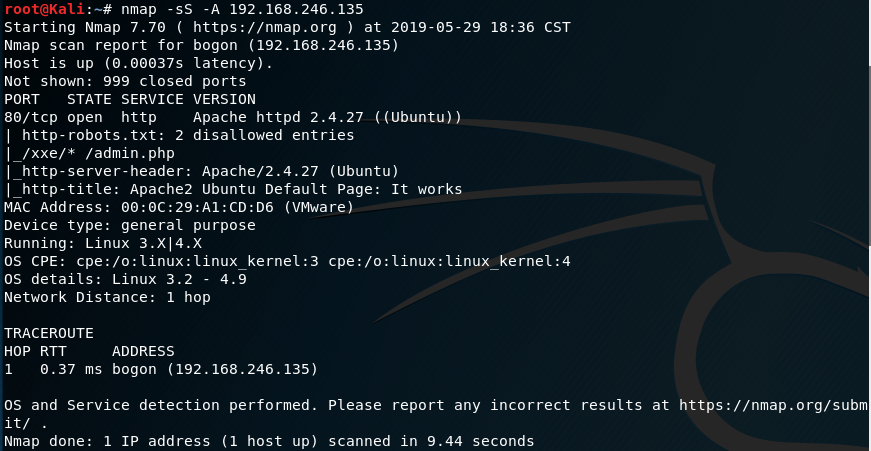 root@Kali:~# nmap -sS -A 192.168.246.135
Starting Nmap 7.70 ( https://nmap.org ) at 2019-05-29 18:36 CST
Nmap scan report for bogon (192.168.246.135)
Host is up (0.00037s latency).
Not shown: 999 closed ports
PORT   STATE SERVICE VERSION
80/tcp open  http    Apache httpd 2.4.27 ((Ubuntu))
| http-robots.txt: 2 disallowed entries
|_/xxe/* /admin.php
|_http-server-header: Apache/2.4.27 (Ubuntu)
|_http-title: Apache2 Ubuntu Default Page: It works
MAC Address: 00:0C:29:A1:CD:D6 (VMware)
Device type: general purpose
Running: Linux 3.X|4.X
OS CPE: cpe:/o:linux:linux_kernel:3 cpe:/o:linux:linux_kernel:4
OS details: Linux 3.2 - 4.9
Network Distance: 1 hop

TRACEROUTE
HOP RTT     ADDRESS
1   0.37 ms bogon (192.168.246.135)

OS and Service detection performed. Please report any incorrect results at https://nmap.org/subm
it/ .
Nmap done: 1 IP address (1 host up) scanned in 9.44 seconds